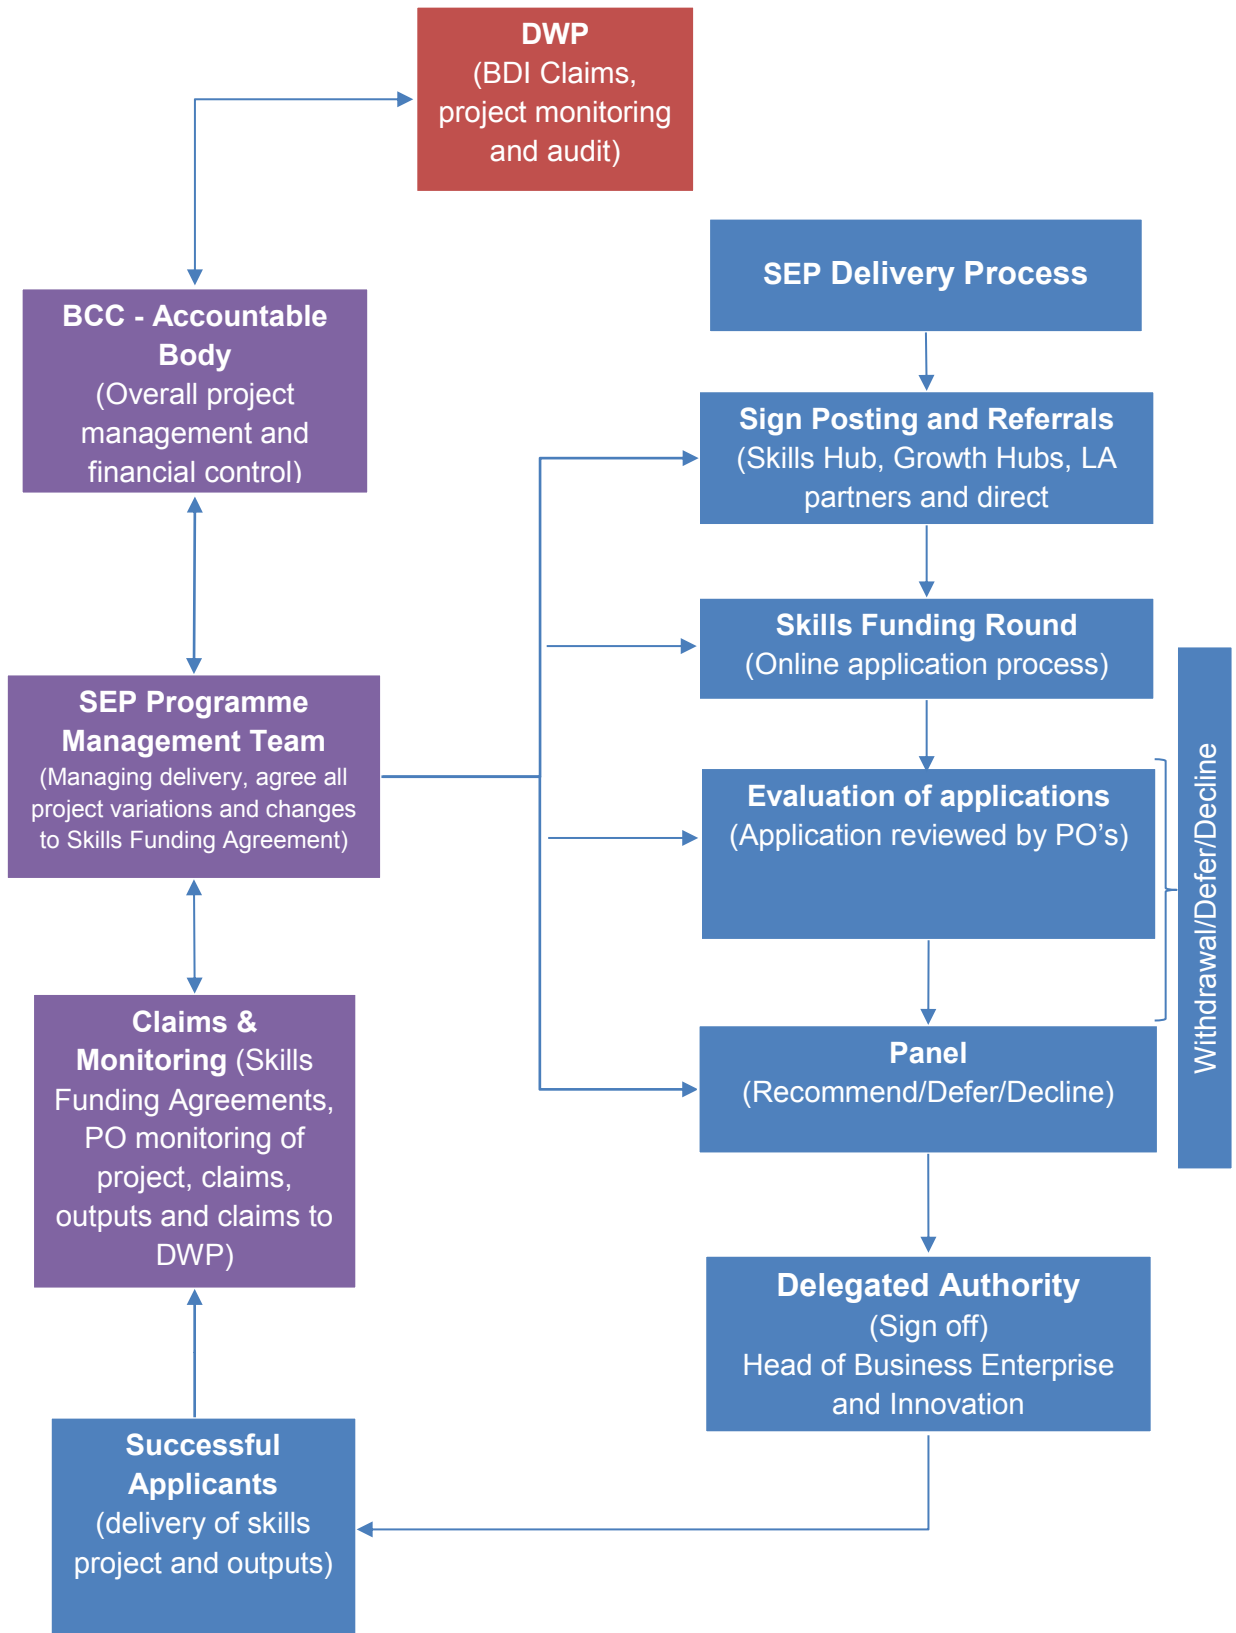 DWP
(BDI Claims,
project monitoring
and audit)
SEP Delivery Process
BCC - Accountable
Body
(Overall project
management and
financial control)
Sign Posting and Referrals
(Skills Hub, Growth Hubs, LA
partners and direct
Skills Funding Round
(Online application process)
SEP Programme
Management Team
(Managing delivery, agree all
project variations and changes
to Skills Funding Agreement)
Evaluation of applications
(Application reviewed by PO’s)
Withdrawal/Defer/Decline
Claims &
Monitoring (Skills
Funding Agreements,
PO monitoring of
project, claims,
outputs and claims to
DWP)
Panel
(Recommend/Defer/Decline)
Delegated Authority
(Sign off)
Head of Business Enterprise
and Innovation
Successful
Applicants
(delivery of skills
project and outputs)